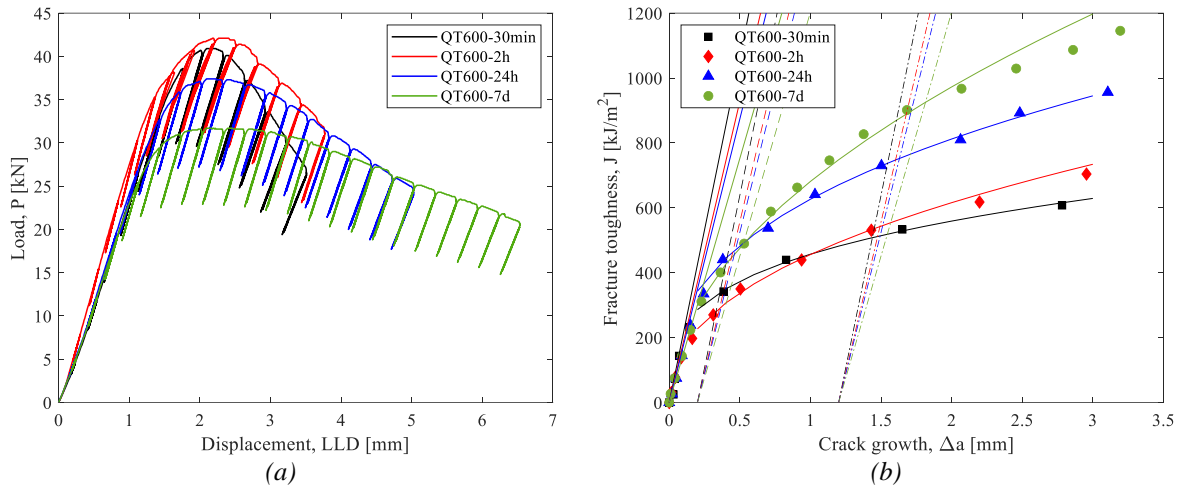 45
40
35
30
25
20
15
10
5
0
Load, P [kN]
QT600-30min
QT600-2h
QT600-24h
QT600-7d
0 1 2 3 4 5 6 7
Displacement, LLD [mm]
(a)
1200
1000
800
600
400
200
0
Fracture toughness, J [kJ/m²]
QT600-30min
QT600-2h
QT600-24h
QT600-7d
0 0.5 1 1.5 2 2.5 3 3.5
Crack growth, Δa [mm]
(b)